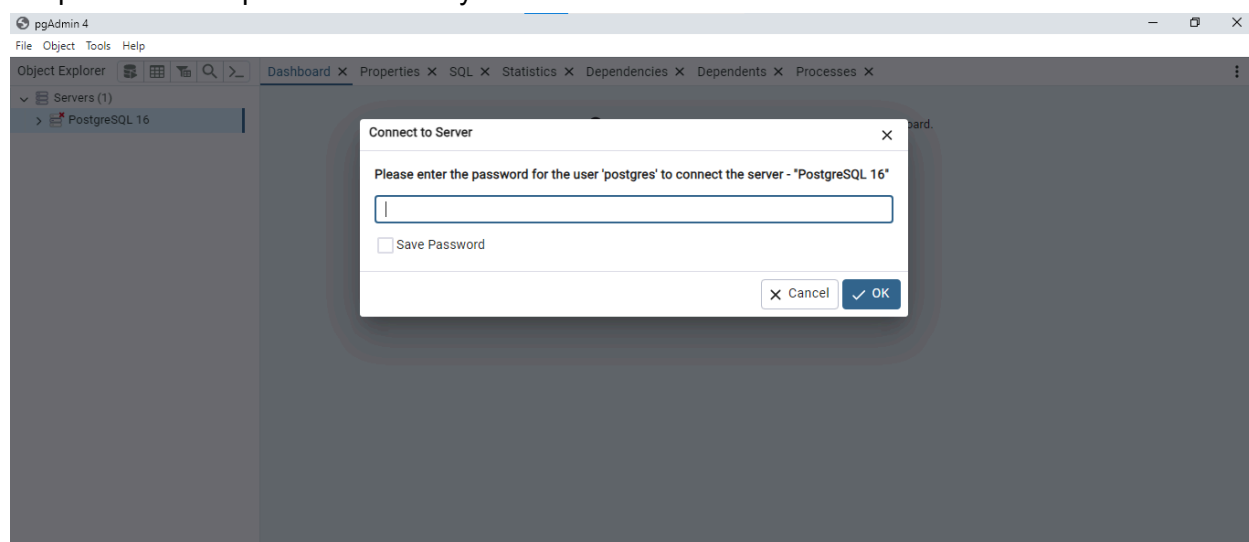 pgAdmin 4
File Object Tools Help
Object Explorer
Dashboard Properties SQL Statistics Dependencies Dependents Processes
Servers (1)
PostgreSQL 16
Connect to Server
Please enter the password for the user 'postgres' to connect the server - "PostgreSQL 16"
Save Password
Cancel OK